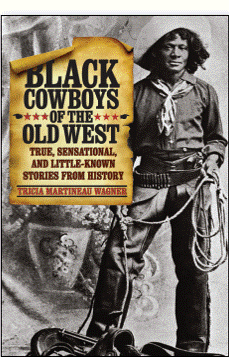 BLACK
COWBOYS
OF THE
OLD WEST
TRUE, SENSATIONAL,
AND LITTLE-KNOWN
STORIES FROM HISTORY
TRICIA MARTINEAU WAGNER